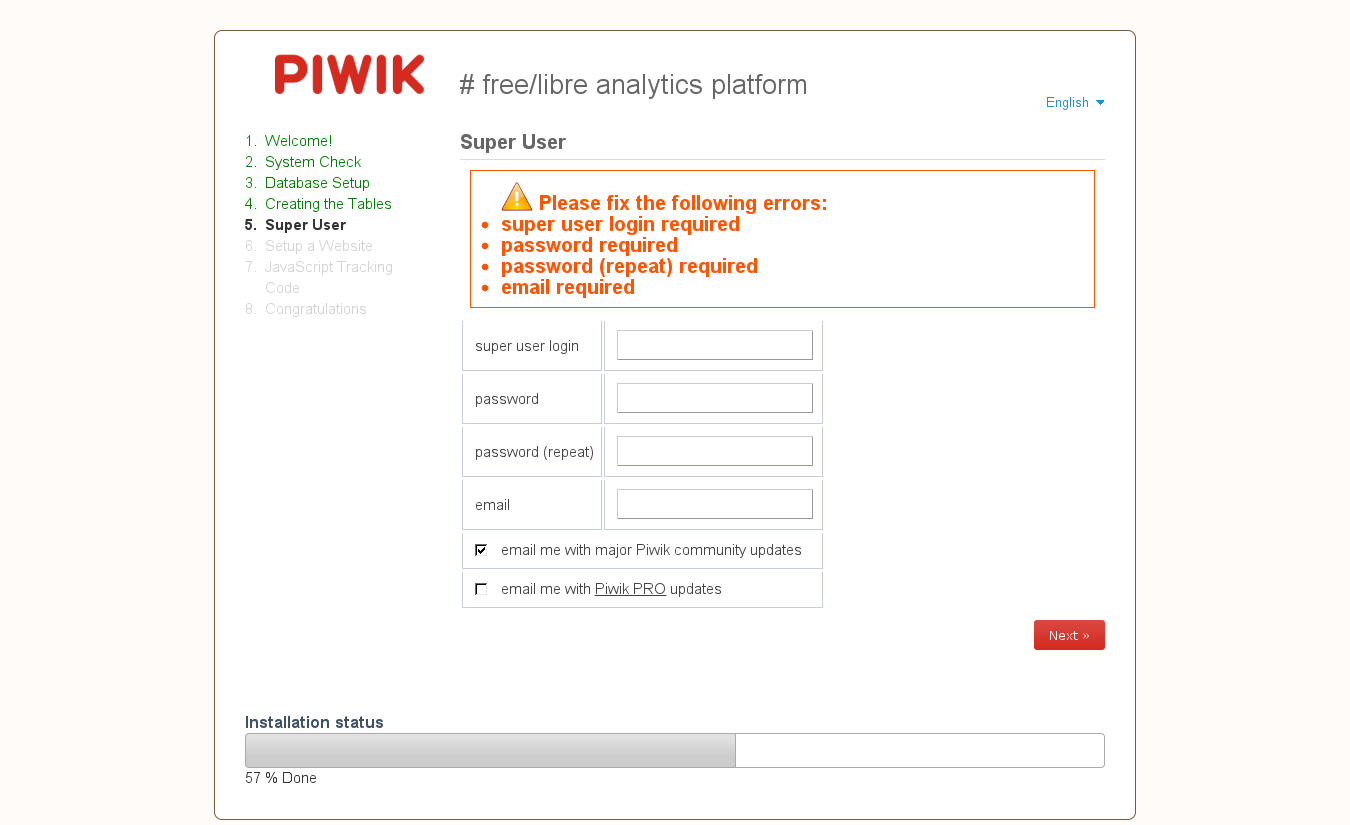 PIWIK
# free/libre analytics platform
English
1. Welcome!
2. System Check
3. Database Setup
4. Creating the Tables
5. Super User
6. Setup a Website
7. JavaScript Tracking
Code
8. Congratulations
Super User
Please fix the following errors:
• super user login required
• password required
• password (repeat) required
• email required
super user login
password
password (repeat)
email
email me with major Piwik community updates
email me with Piwik PRO updates
Next »
Installation status
57 % Done